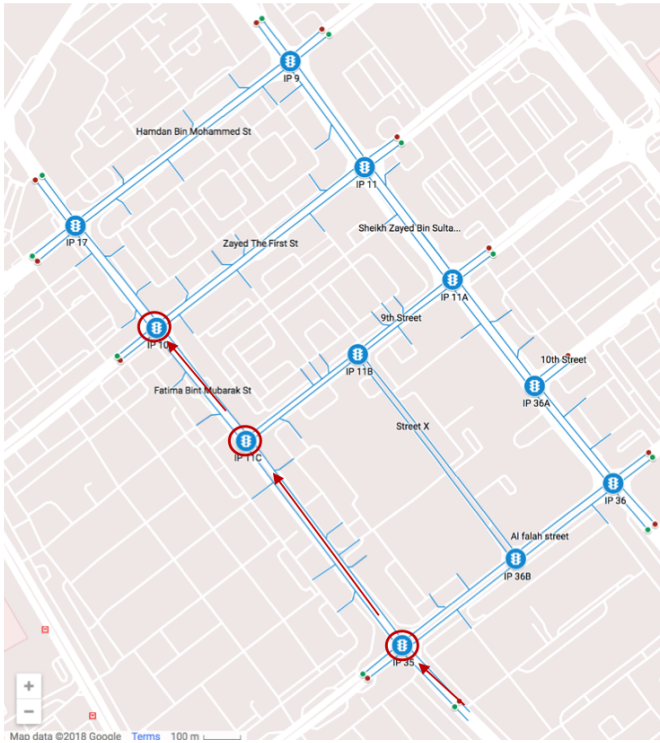 IP 9
Hamdan Bin Mohammed St
IP 11
IP 17
Sheikh Zayed Bin Sulta...
Zayed The First St
IP 11A
9th Street
IP 10
10th Street
IP 11B
Fatima Bint Mubarak St
IP 36A
Street X
IP 11C
IP 36
Al falah street
IP 36B
IP 35
+
−
Map data ©2018 Google Terms 100 m